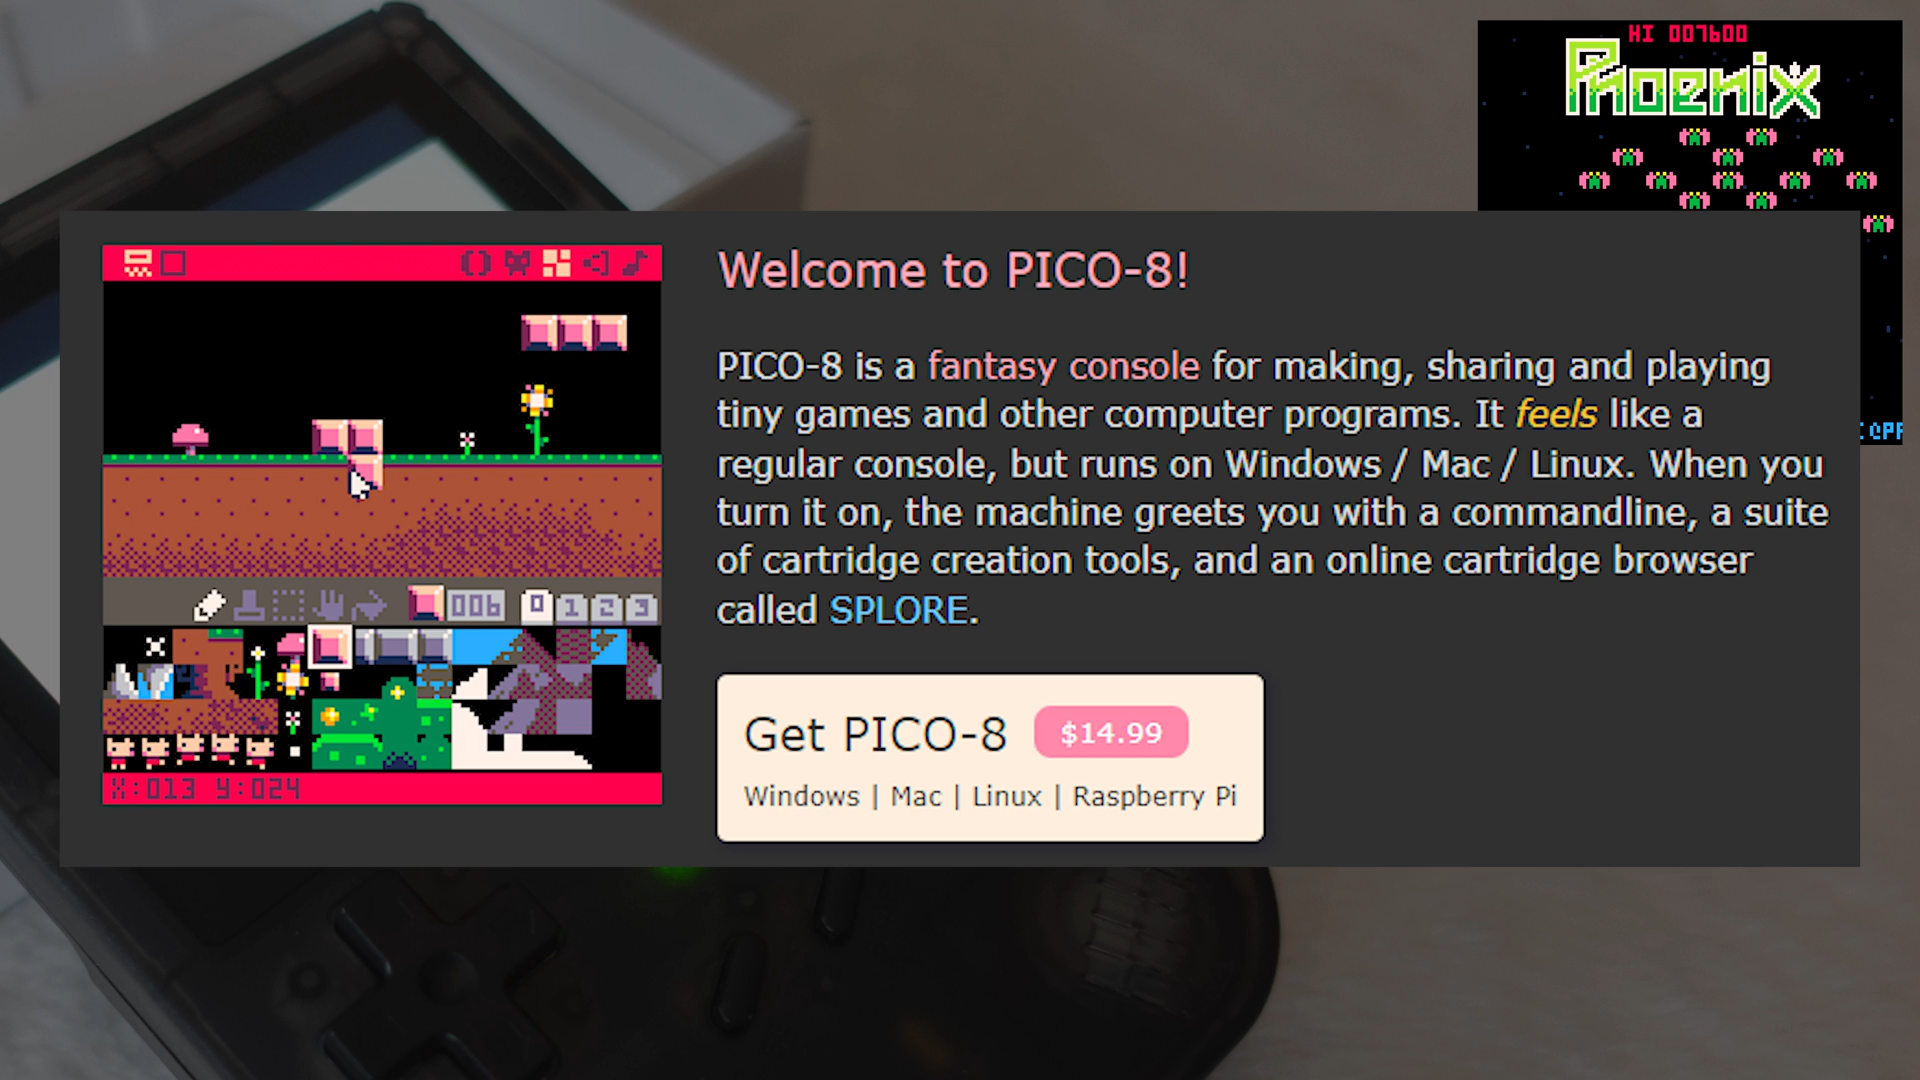 HI 007600
Phoenix
Welcome to PICO-8!
PICO-8 is a fantasy console for making, sharing and playing
tiny games and other computer programs. It feels like a
regular console, but runs on Windows / Mac / Linux. When you
turn it on, the machine greets you with a commandline, a suite
of cartridge creation tools, and an online cartridge browser
called SPLORE.
006 0 1 2 3
X:013 Y:024
Get PICO-8 $14.99
Windows | Mac | Linux | Raspberry Pi